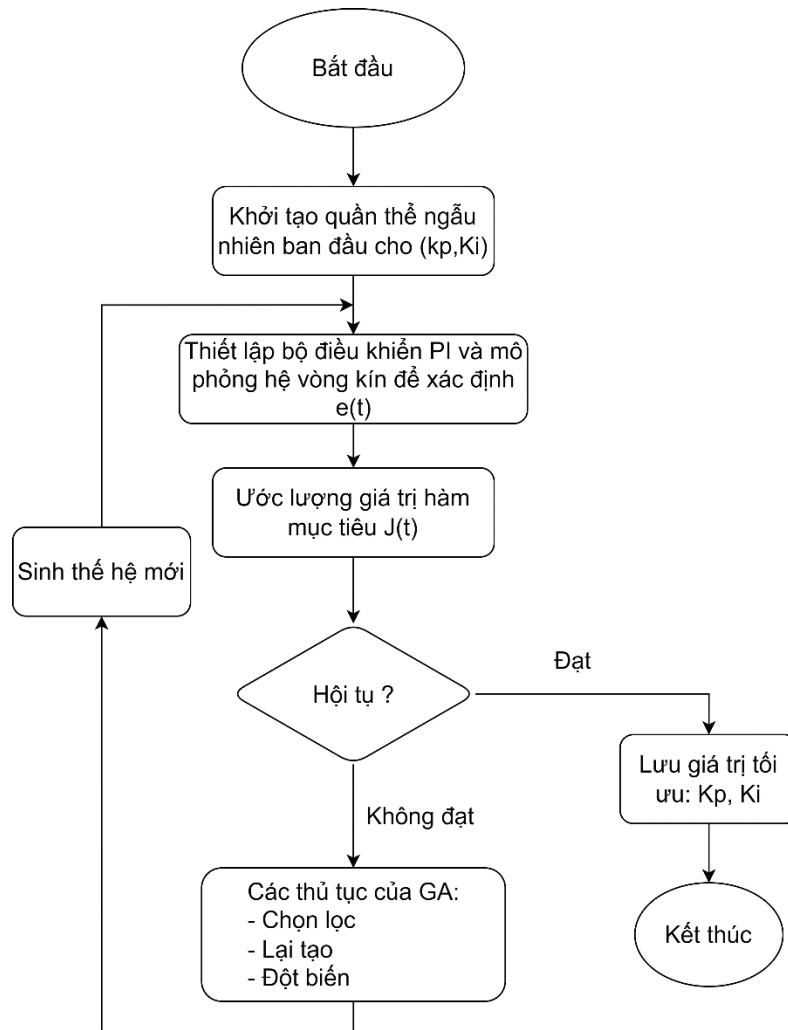 Bắt đầu
Khởi tạo quần thể ngẫu
nhiên ban đầu cho (kp,Ki)
Thiết lập bộ điều khiển PI và mô
phỏng hệ vòng kín để xác định
e(t)
Ước lượng giá trị hàm
mục tiêu J(t)
Sinh thế hệ mới
Hội tụ ?
Đạt
Lưu giá trị tối
ưu: Kp, Ki
Không đạt
Các thủ tục của GA:
- Chọn lọc
- Lại tạo
- Đột biến
Kết thúc